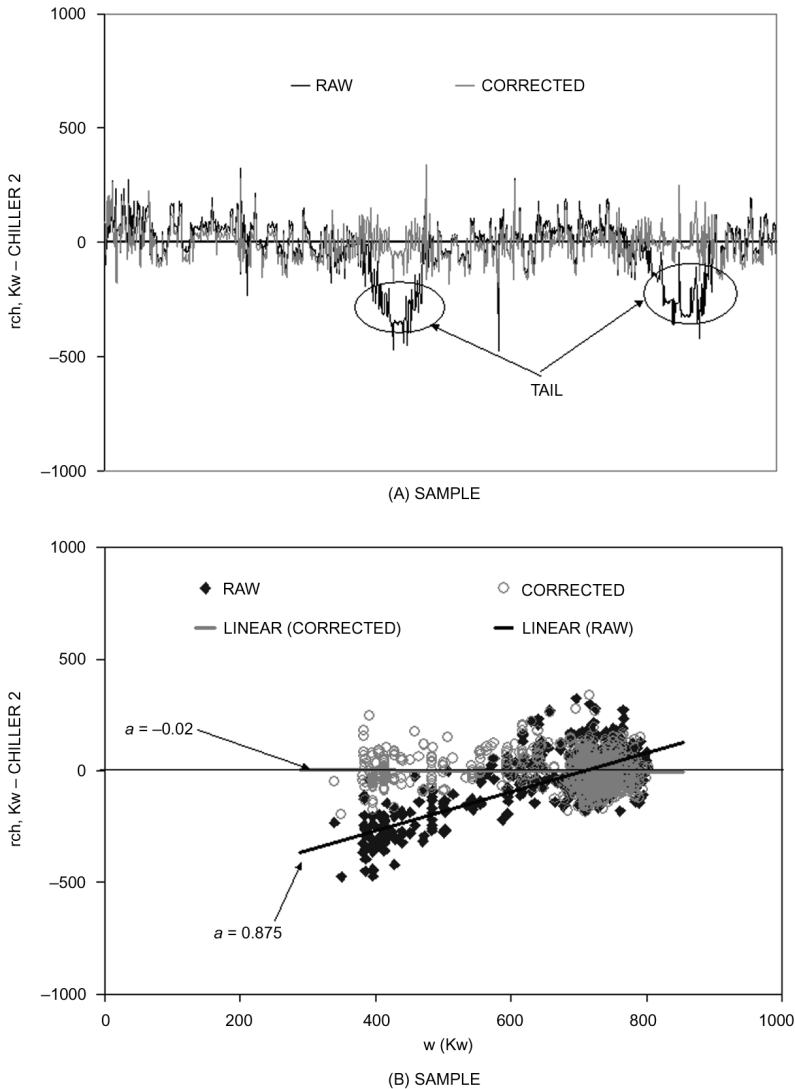 1000
RAW CORRECTED
500
rch, Kw – CHILLER 2
0
–500
TAIL
–1000
(A) SAMPLE
1000
RAW CORRECTED
LINEAR (CORRECTED) LINEAR (RAW)
500
rch, Kw – CHILLER 2
a = –0.02
0
–500
a = 0.875
–1000
0 200 400 600 800 1000
w (Kw)
(B) SAMPLE